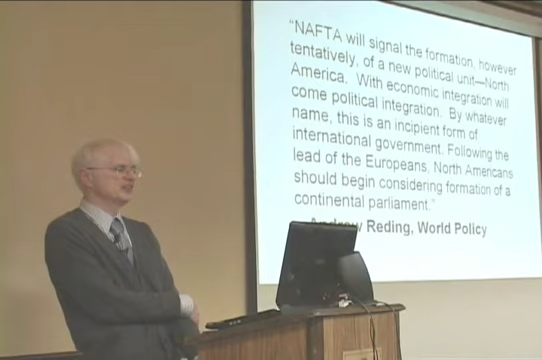 “NAFTA will signal the formation, however
tentatively, of a new political unit—North
America. With economic integration will
come political integration. By whatever
name, this is an incipient form of
international government. Following the
lead of the Europeans, North Americans
should begin considering formation of a
continental parliament.”
Andrew Reding, World Policy